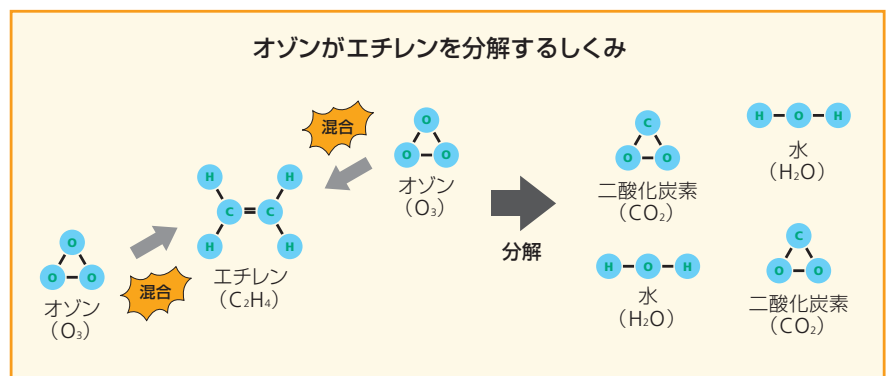 オゾンがエチレンを分解するしくみ
O
O
O
オゾン
（O₃）
混合
H
H
C
C
H
H
エチレン
（C₂H₄）
混合
O
O
O
オゾン
（O₃）
分解
C
O
O
二酸化炭素
（CO₂）
H
O
H
水
（H₂O）
H
O
H
水
（H₂O）
C
O
O
二酸化炭素
（CO₂）